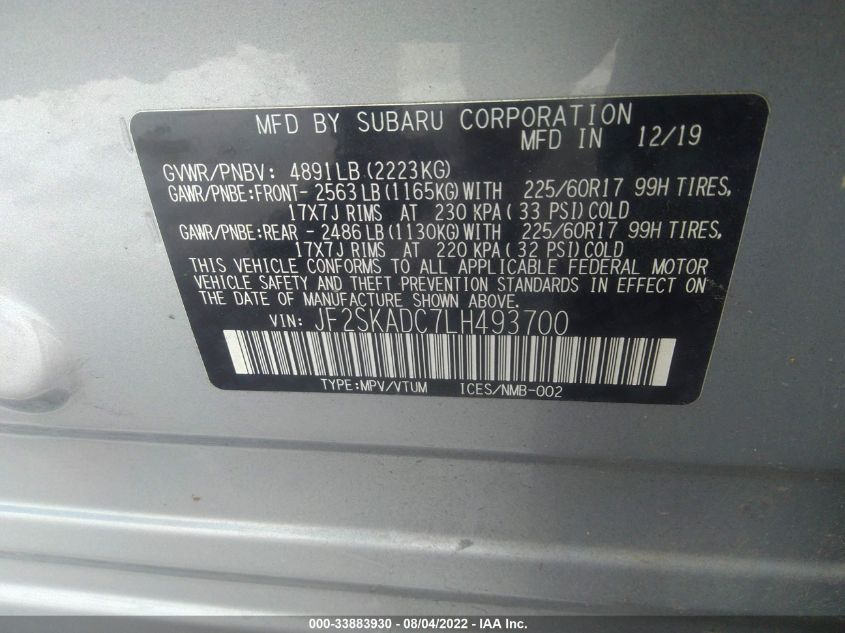 MFD BY SUBARU CORPORATION
MFD IN 12/19
GVWR/PNBV: 4891LB(2223KG)
GAWR/PNBE:FRONT- 2563LB(1165KG)WITH 225/60R17 99H TIRES,
17X7J RIMS AT 230 KPA( 33 PSI)COLD
GAWR/PNBE:REAR - 2486LB(1130KG)WITH 225/60R17 99H TIRES,
17X7J RIMS AT 220 KPA( 32 PSI)COLD
THIS VEHICLE CONFORMS TO ALL APPLICABLE FEDERAL MOTOR
VEHICLE SAFETY AND THEFT PREVENTION STANDARDS IN EFFECT ON
THE DATE OF MANUFACTURE SHOWN ABOVE.
VIN: JF2SKADC7LH493700
TYPE:MPV/VTUM ICES/NMB-002
000-33883930 - 08/04/2022 - IAA Inc.